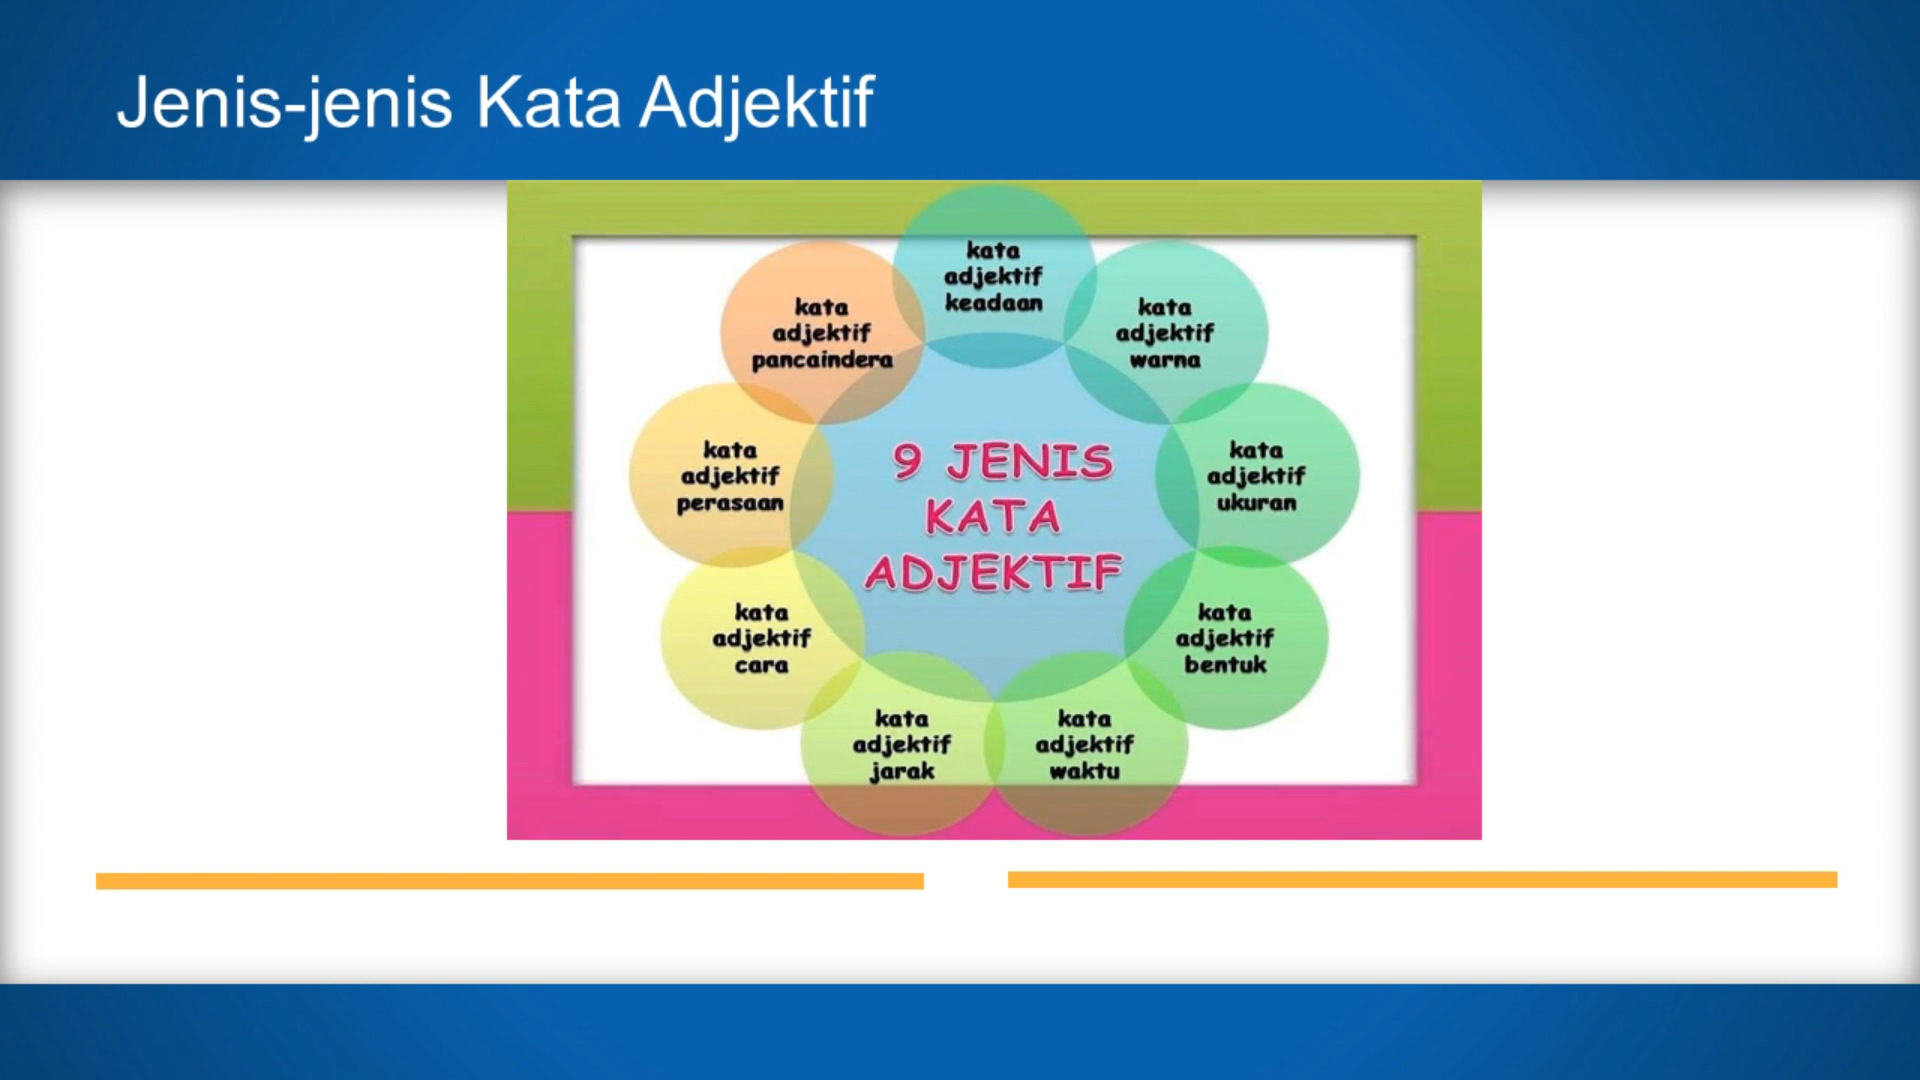 Jenis-jenis Kata Adjektif
kata
adjektif
keadaan
kata
adjektif
warna
kata
adjektif
ukuran
kata
adjektif
bentuk
kata
adjektif
waktu
kata
adjektif
jarak
kata
adjektif
cara
kata
adjektif
perasaan
kata
adjektif
pancaindera
9 JENIS
KATA
ADJEKTIF